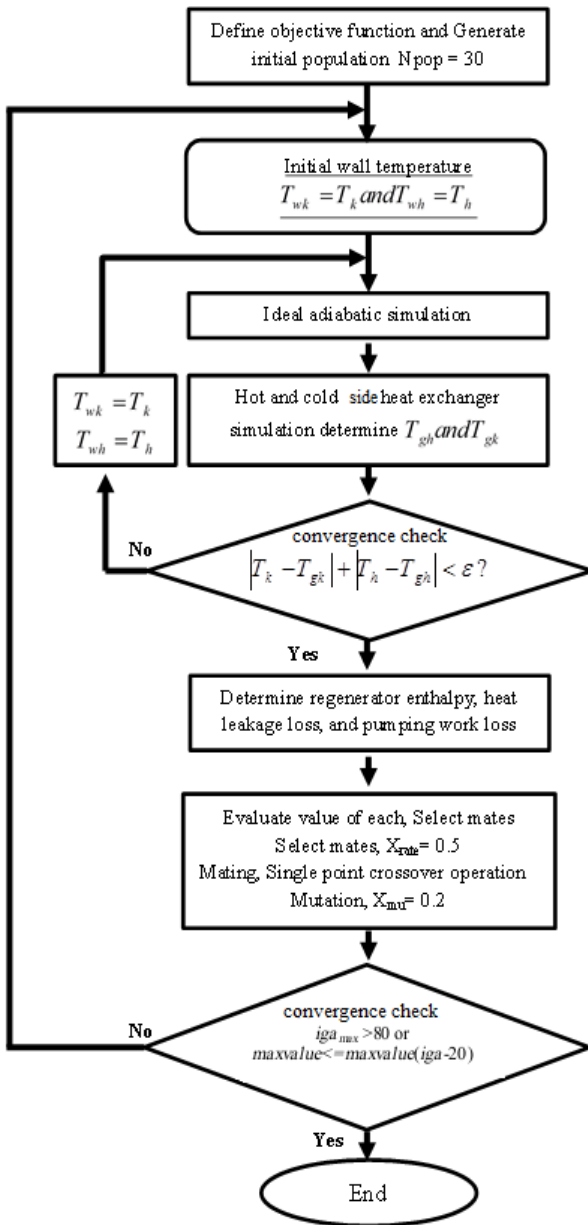 Define objective function and Generate
initial population Npop = 30
Initial wall temperature
T_wk = T_k and T_wh = T_h
Ideal adiabatic simulation
T_wk = T_k
T_wh = T_h
Hot and cold side heat exchanger
simulation determine T_gh and T_gk
convergence check
|T_k - T_gk| + |T_h - T_gh| < ε ?
No
Yes
Determine regenerator enthalpy, heat
leakage loss, and pumping work loss
Evaluate value of each, Select mates
Select mates, X_rate= 0.5
Mating, Single point crossover operation
Mutation, X_mu= 0.2
convergence check
iga_max >80 or
maxvalue<=maxvalue(iga-20)
No
Yes
End